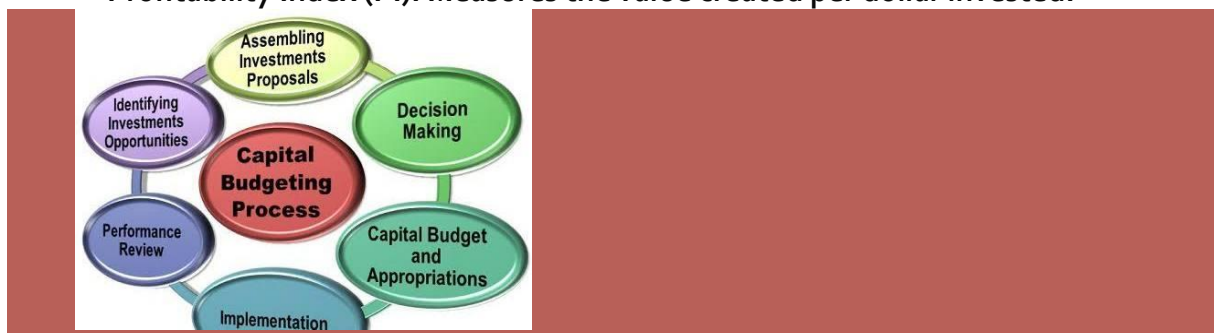 Profitability Index (PI): Measures the value created per dollar invested.
Assembling
Investments
Proposals
Identifying
Investments
Opportunities
Decision
Making
Capital
Budgeting
Process
Performance
Review
Capital Budget
and
Appropriations
Implementation